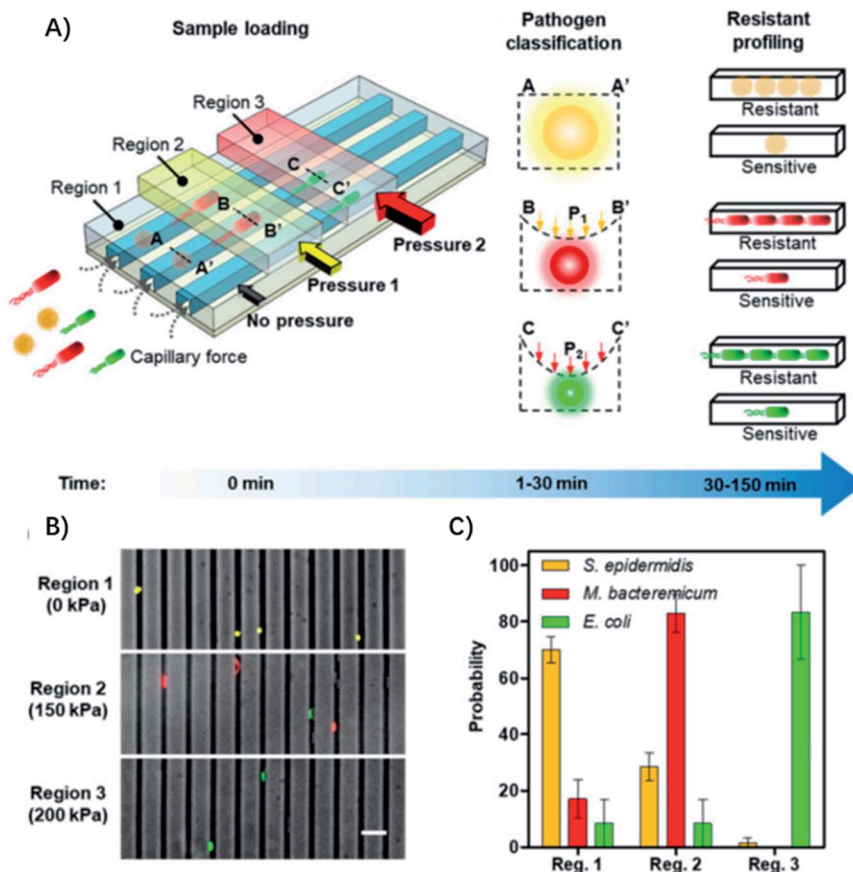 A)
Sample loading
Pathogen
classification
Resistant
profiling
Region 3
Region 2
Region 1
C
C'
B
B'
A
A'
Pressure 2
Pressure 1
No pressure
Capillary force
A
A'
B
P1
B'
C
P2
C'
Resistant
Sensitive
Resistant
Sensitive
Resistant
Sensitive
Time:
0 min
1-30 min
30-150 min
B)
Region 1
(0 kPa)
Region 2
(150 kPa)
Region 3
(200 kPa)
C)
S. epidermidis
M. bacteremicum
E. coli
Probability
100
80
60
40
20
0
Reg. 1
Reg. 2
Reg. 3